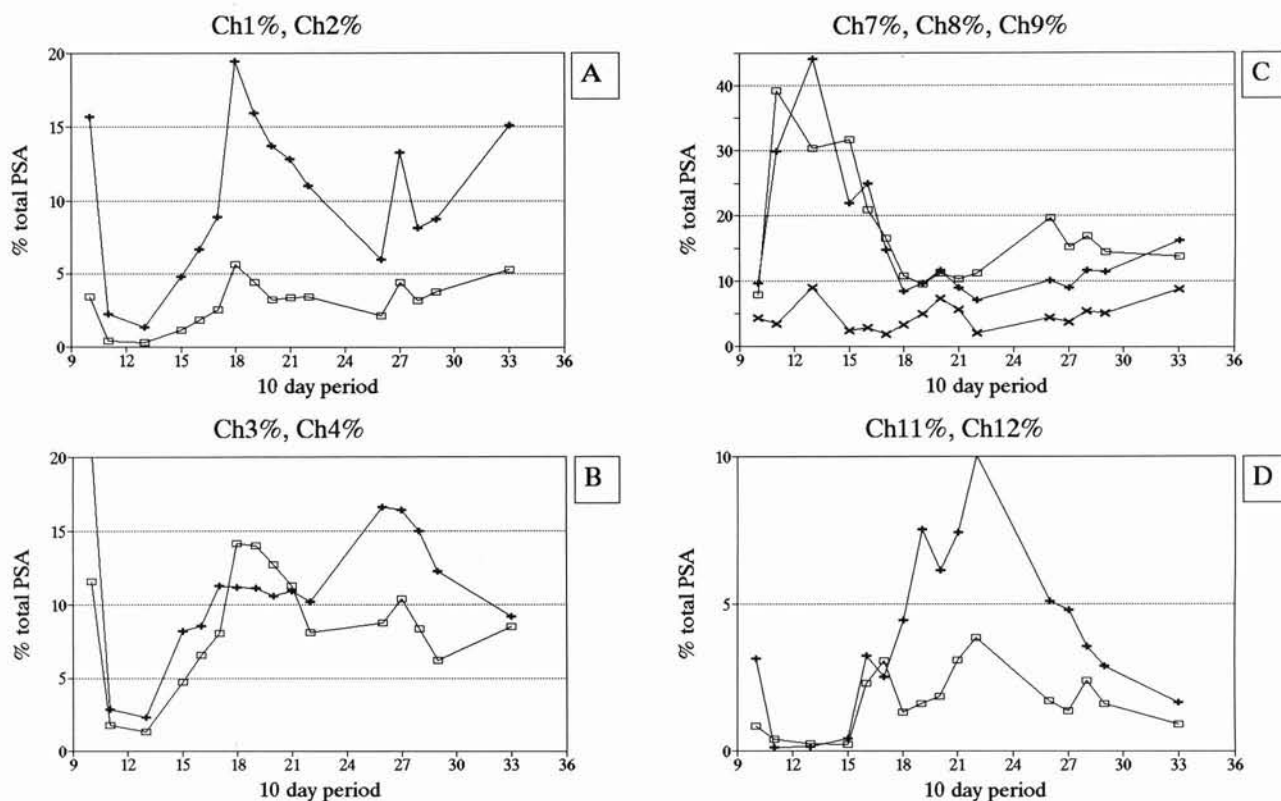 Ch1%, Ch2%
A
20
15
10
5
0
% total PSA
9 12 15 18 21 24 27 30 33 36
10 day period
Ch3%, Ch4%
B
20
15
10
5
0
% total PSA
9 12 15 18 21 24 27 30 33 36
10 day period
Ch7%, Ch8%, Ch9%
C
40
30
20
10
0
% total PSA
9 12 15 18 21 24 27 30 33 36
10 day period
Ch11%, Ch12%
D
10
5
0
% total PSA
9 12 15 18 21 24 27 30 33 36
10 day period